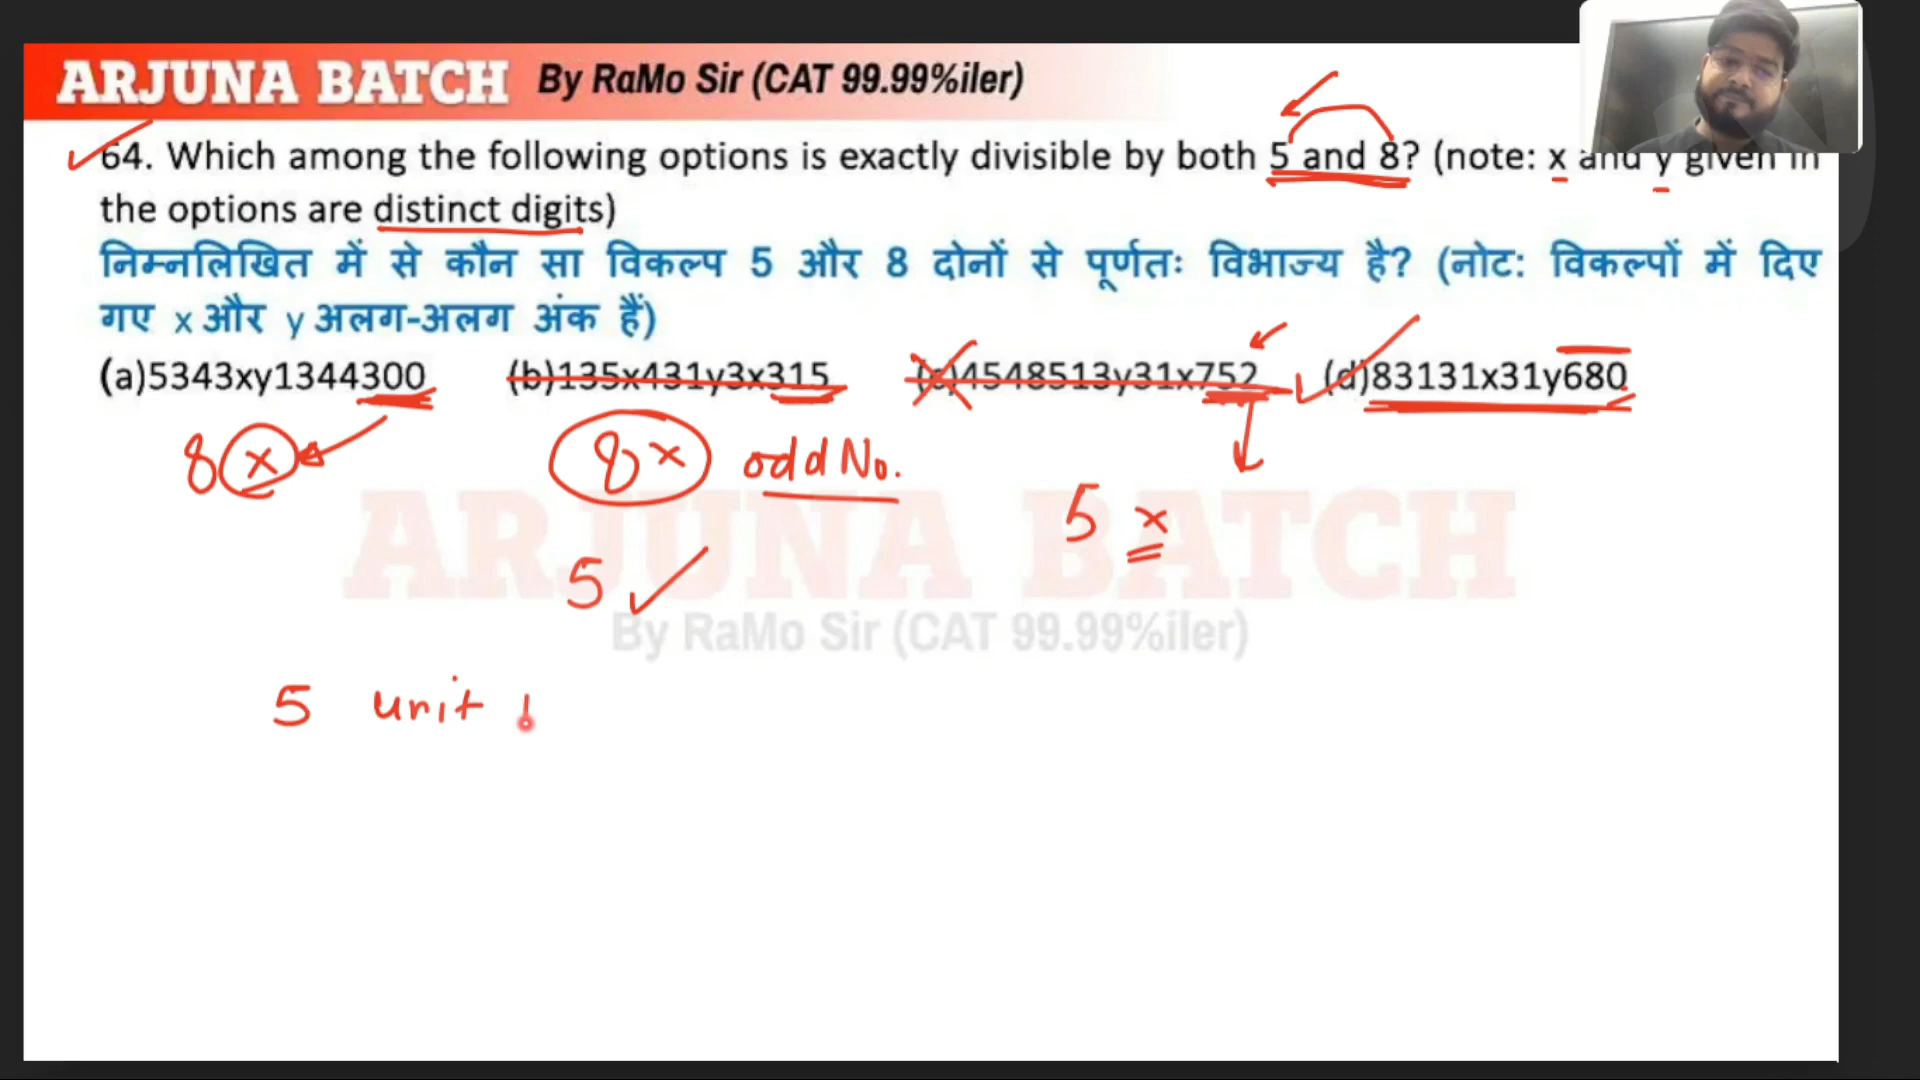 ARJUNA BATCH By RaMo Sir (CAT 99.99%iler)
64. Which among the following options is exactly divisible by both 5 and 8? (note: x and y given in
the options are distinct digits)
निम्नलिखित में से कौन सा विकल्प 5 और 8 दोनों से पूर्णतः विभाज्य है? (नोट: विकल्पों में दिए
गए x और y अलग-अलग अंक हैं)
(a)5343xy1344300 (b)135x431y3x315 (c)4548513y31x752 (d)83131x31y680
8 x 8 x odd No.
5 x
5 ✓
5 unit
ARJUNA BATCH
By RaMo Sir (CAT 99.99%iler)